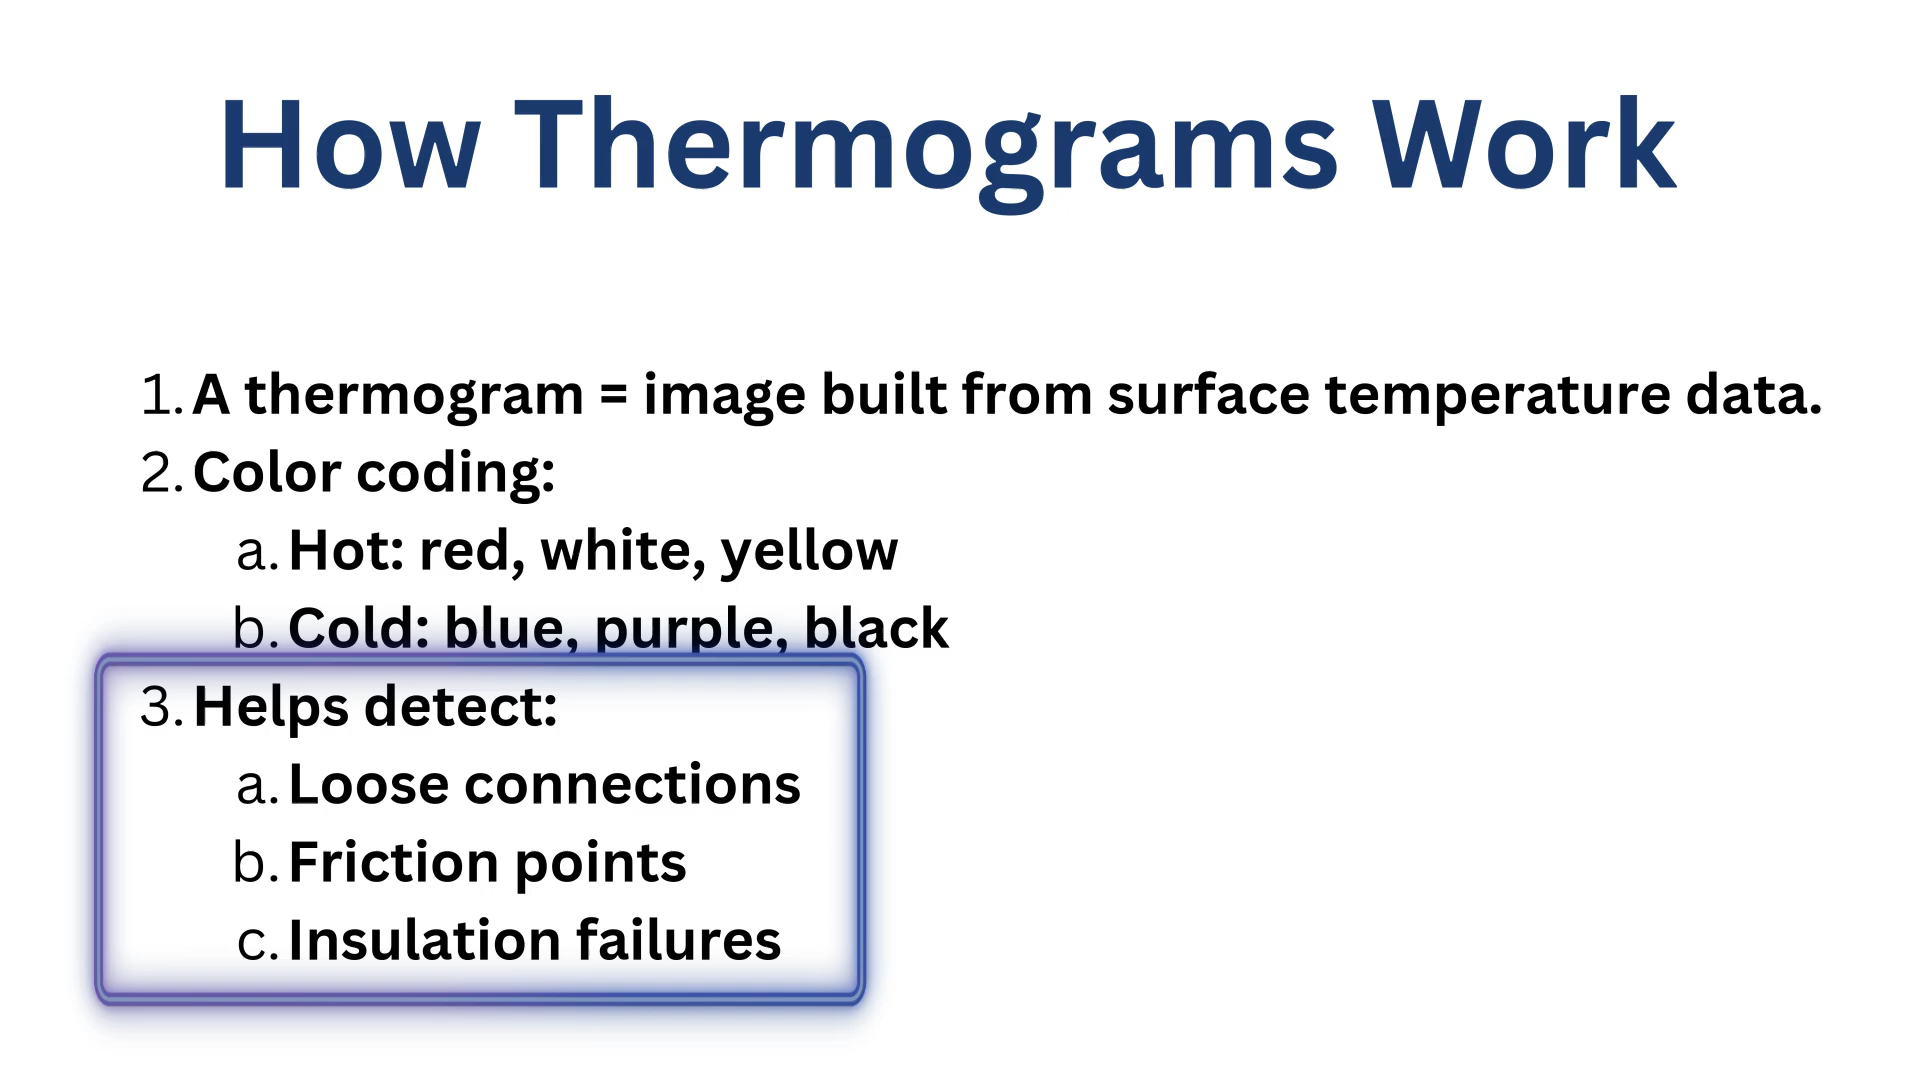 How Thermograms Work
1. A thermogram = image built from surface temperature data.
2. Color coding:
a. Hot: red, white, yellow
b. Cold: blue, purple, black
3. Helps detect:
a. Loose connections
b. Friction points
c. Insulation failures